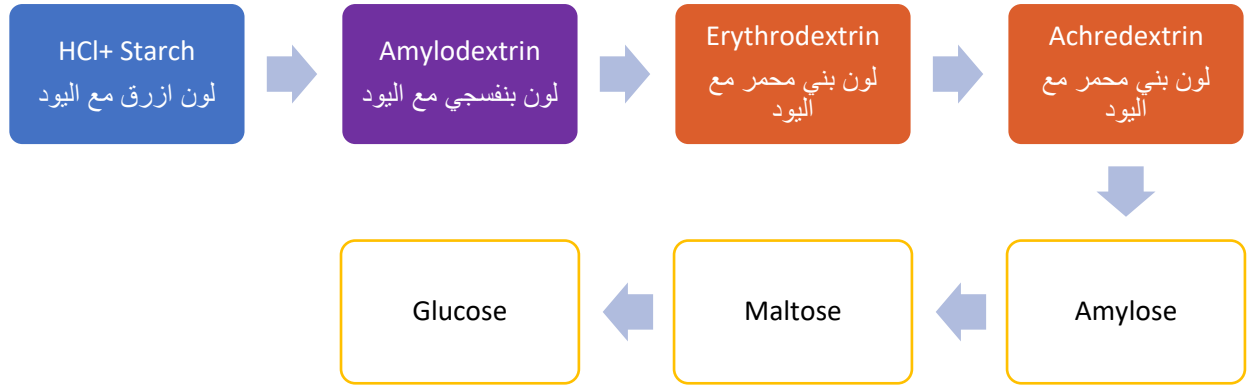 HCl+ Starch
لون ازرق مع اليود
Amylodextrin
لون بنفسجي مع اليود
Erythrodextrin
لون بني محمر مع
اليود
Achredextrin
لون بني محمر مع
اليود
Amylose
Maltose
Glucose